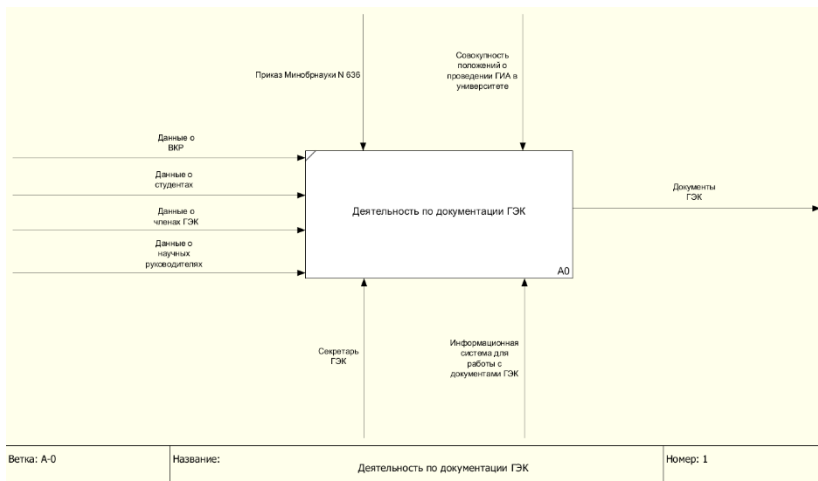 Приказ Минобрнауки N 636
Совокупность
положений о
проведении ГИА в
университете
Данные о
ВКР
Данные о
студентах
Данные о
членах ГЭК
Данные о
научных
руководителях
Деятельность по документации ГЭК
A0
Документы
ГЭК
Секретарь
ГЭК
Информационная
система для
работы с
документами ГЭК
Ветка: A-0
Название:
Деятельность по документации ГЭК
Номер: 1